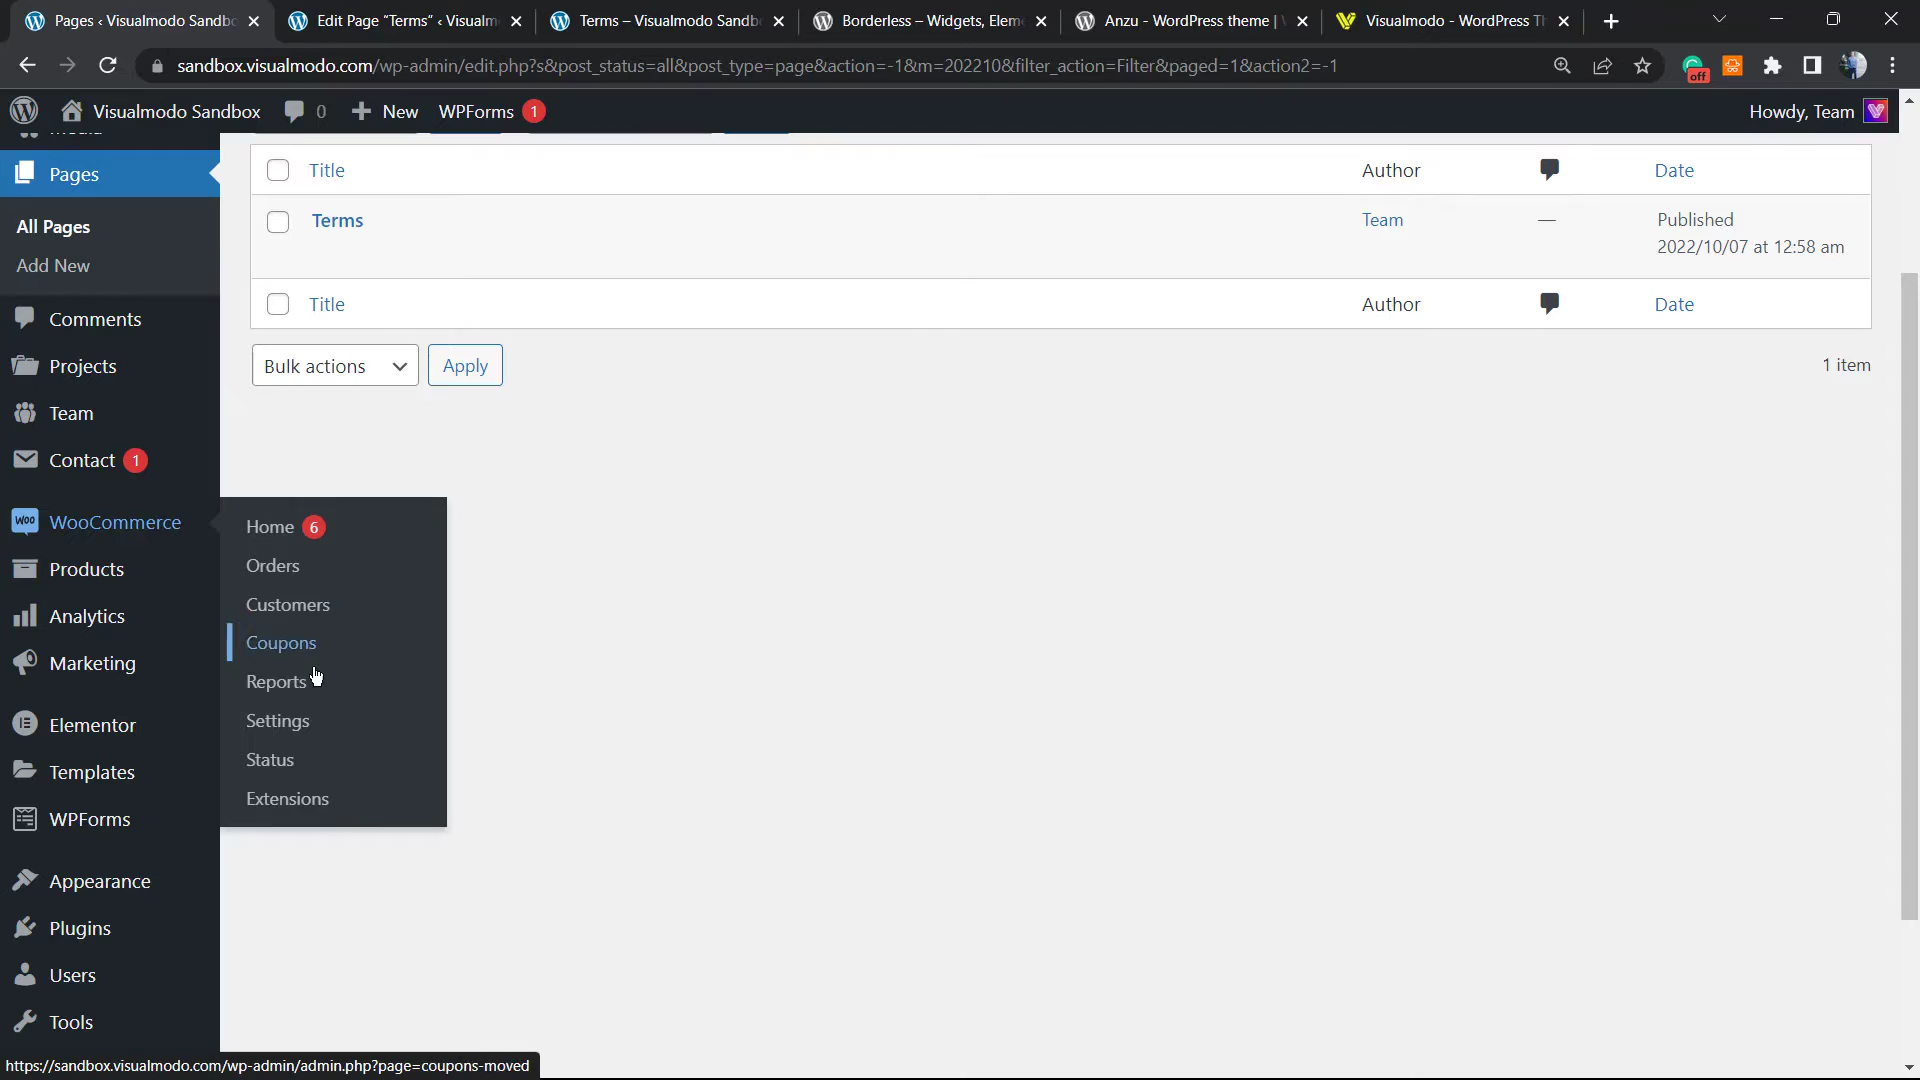 Pages ‹ Visualmodo Sandb
Edit Page "Terms" ‹ Visualm
Terms – Visualmodo Sandb
Borderless – Widgets, Elem
Anzu - WordPress theme |
Visualmodo - WordPress Th
sandbox.visualmodo.com/wp-admin/edit.php?s&post_status=all&post_type=page&action=-1&m=202210&filter_action=Filter&paged=1&action2=-1
off
Visualmodo Sandbox
0
New
WPForms 1
Howdy, Team
Pages
All Pages
Add New
Comments
Projects
Team
Contact 1
WooCommerce
Products
Analytics
Marketing
Elementor
Templates
WPForms
Appearance
Plugins
Users
Tools
Home 6
Orders
Customers
Coupons
Reports
Settings
Status
Extensions
Title Author Date
Terms Team — Published
2022/10/07 at 12:58 am
Title Author Date
Bulk actions Apply 1 item
https://sandbox.visualmodo.com/wp-admin/admin.php?page=coupons-moved